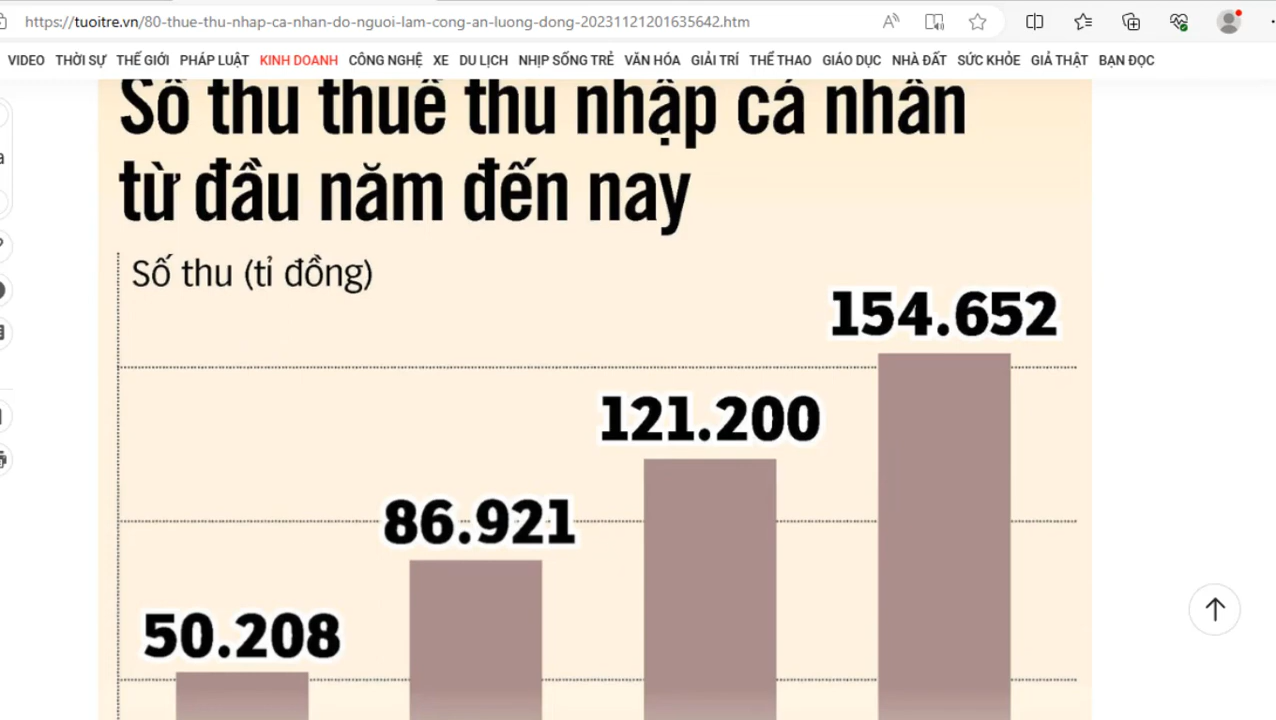 https://tuoitre.vn/80-thue-thu-nhap-ca-nhan-do-nguoi-lam-cong-an-luong-dong-20231121201635642.htm
VIDEO THỜI SỰ THẾ GIỚI PHÁP LUẬT KINH DOANH CÔNG NGHỆ XE DU LỊCH NHỊP SỐNG TRẺ VĂN HÓA GIẢI TRÍ THỂ THAO GIÁO DỤC NHÀ ĐẤT SỨC KHỎE GIẢ THẬT BẠN ĐỌC
Số thu thuế thu nhập cá nhân
từ đầu năm đến nay
Số thu (tỉ đồng)
154.652
121.200
86.921
50.208